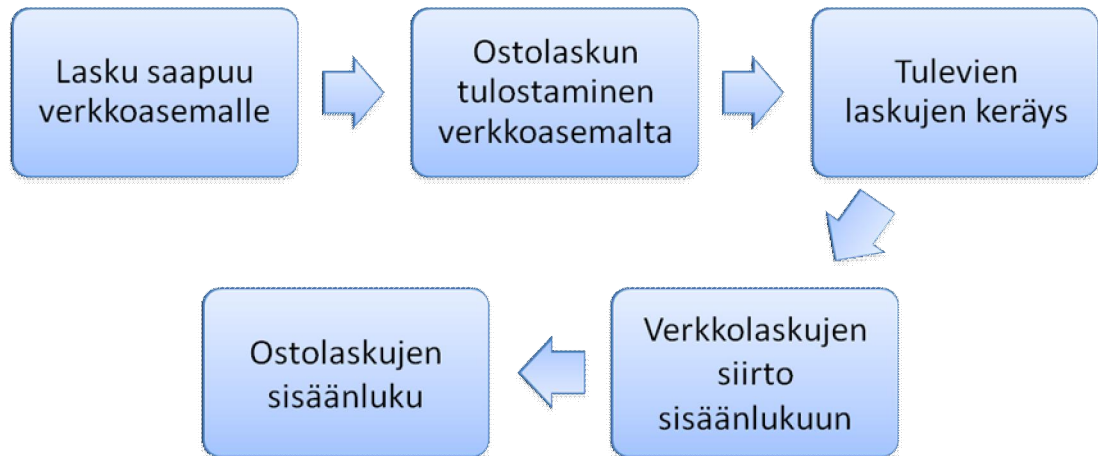 Lasku saapuu
verkkoasemalle
Ostolaskun
tulostaminen
verkkoasemalta
Tulevien
laskujen keräys
Verkkolaskujen
siirto
sisäänlukuun
Ostolaskujen
sisäänluku